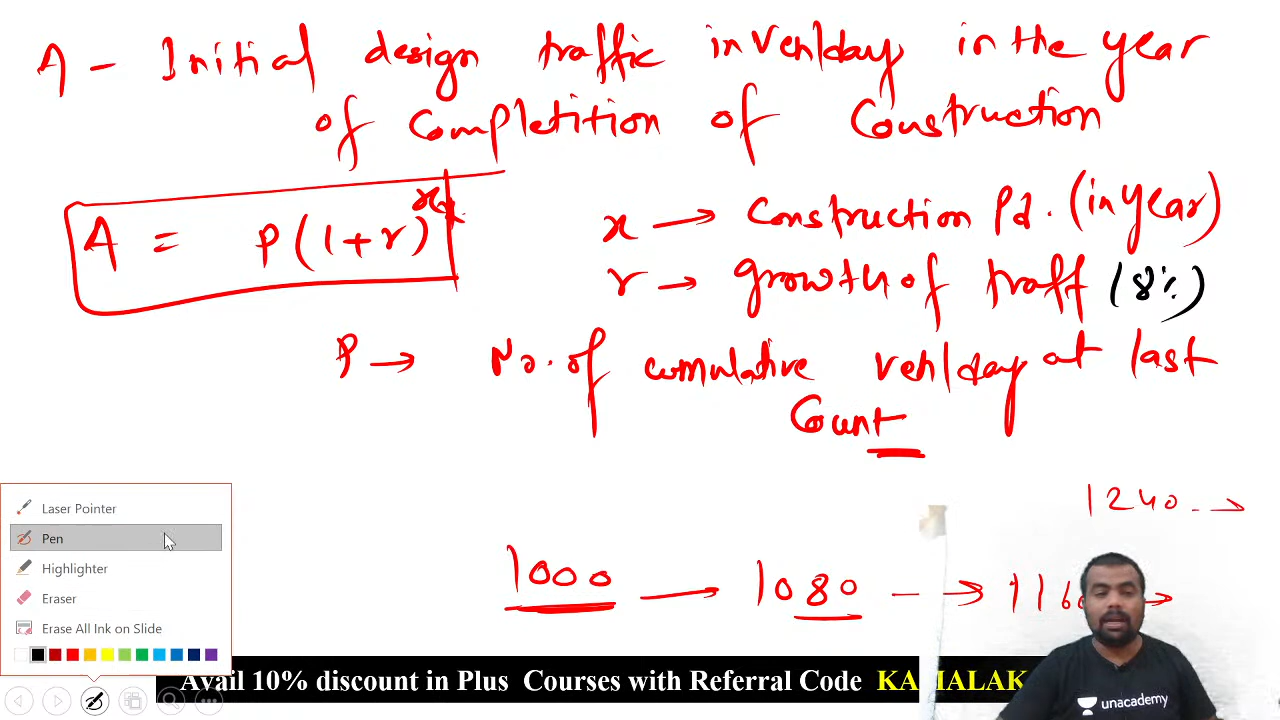 A - Initial design traffic in Veh/day in the year
of Completition of Construction
A = P(1+r)^x
x → Construction Pd. (in year)
r → growth of traff (8%)
P → No. of cumulative veh/day at last
Count
Laser Pointer
Pen
Highlighter
Eraser
Erase All Ink on Slide
1240 →
1000 → 1080 → 116
unacademy
Avail 10% discount in Plus Courses with Referral Code